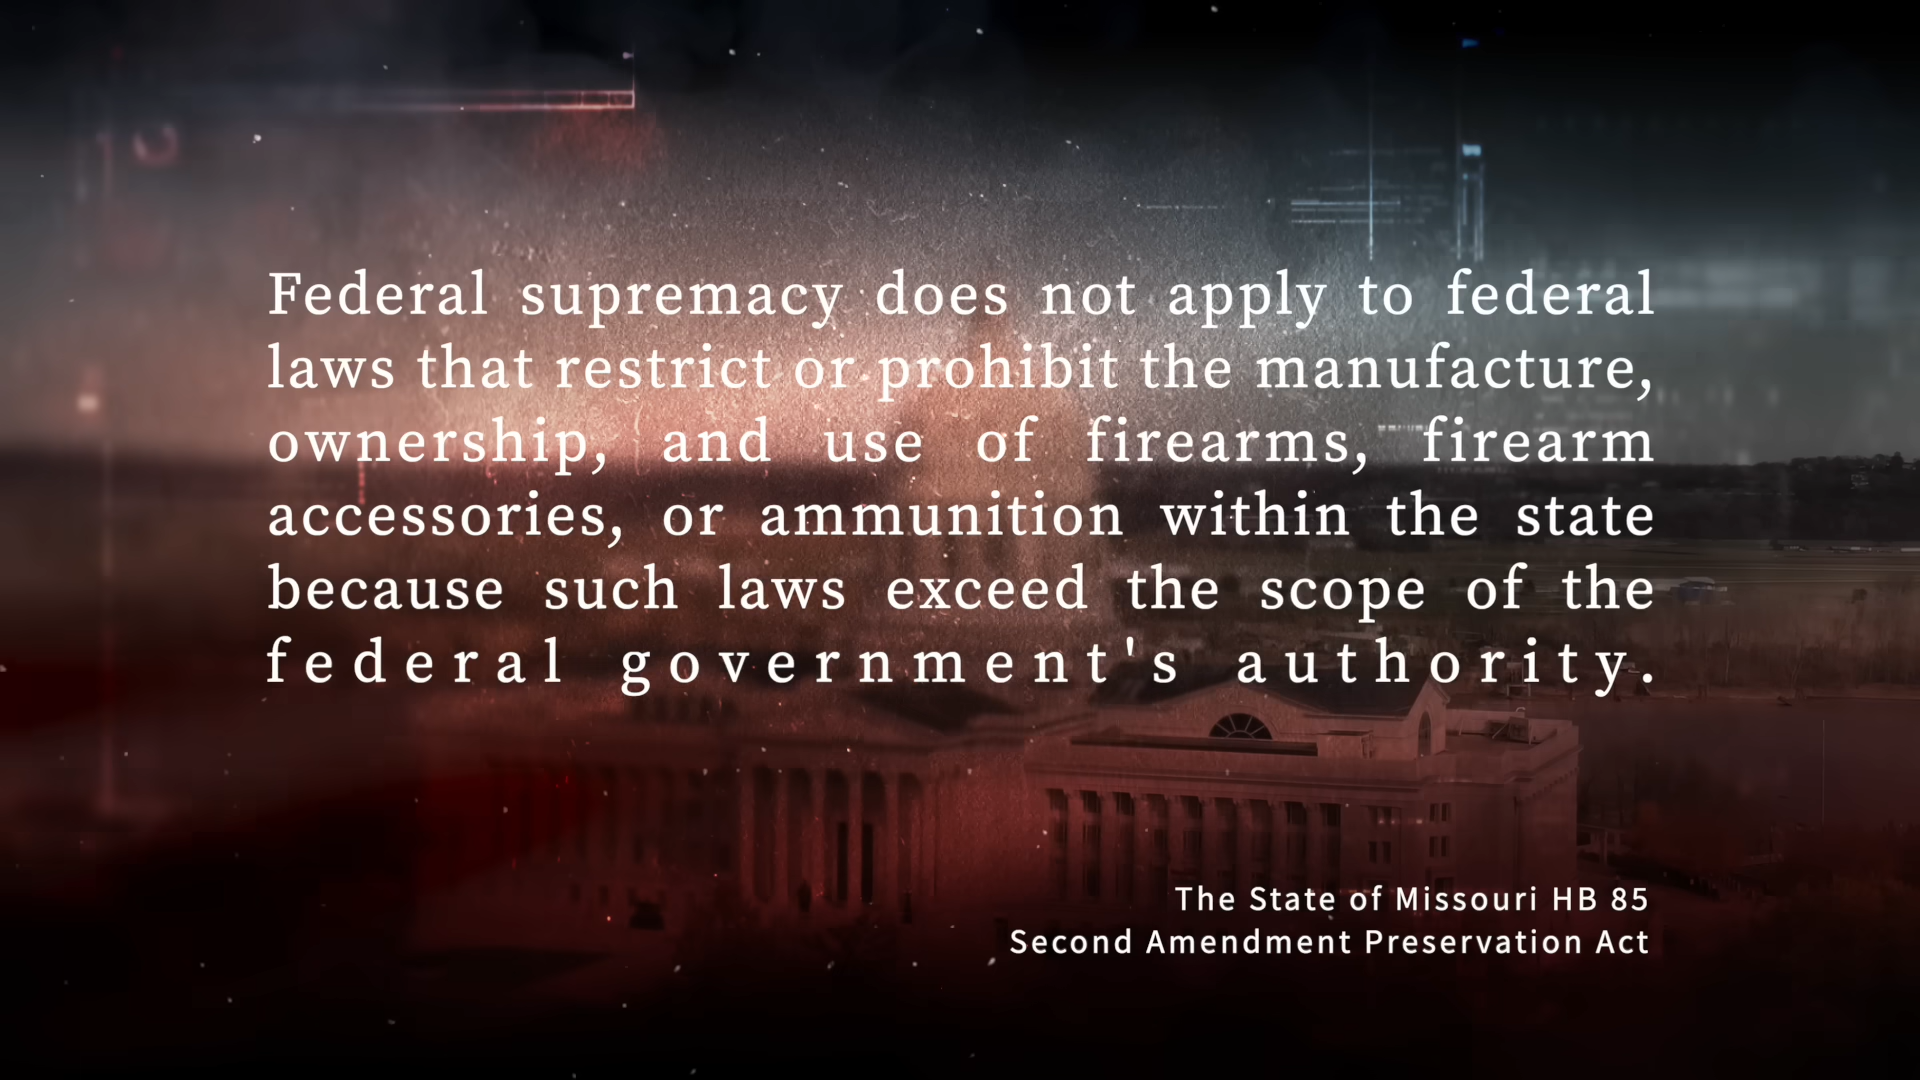 Federal supremacy does not apply to federal
laws that restrict or prohibit the manufacture,
ownership, and use of firearms, firearm
accessories, or ammunition within the state
because such laws exceed the scope of the
federal government's authority.
The State of Missouri HB 85
Second Amendment Preservation Act